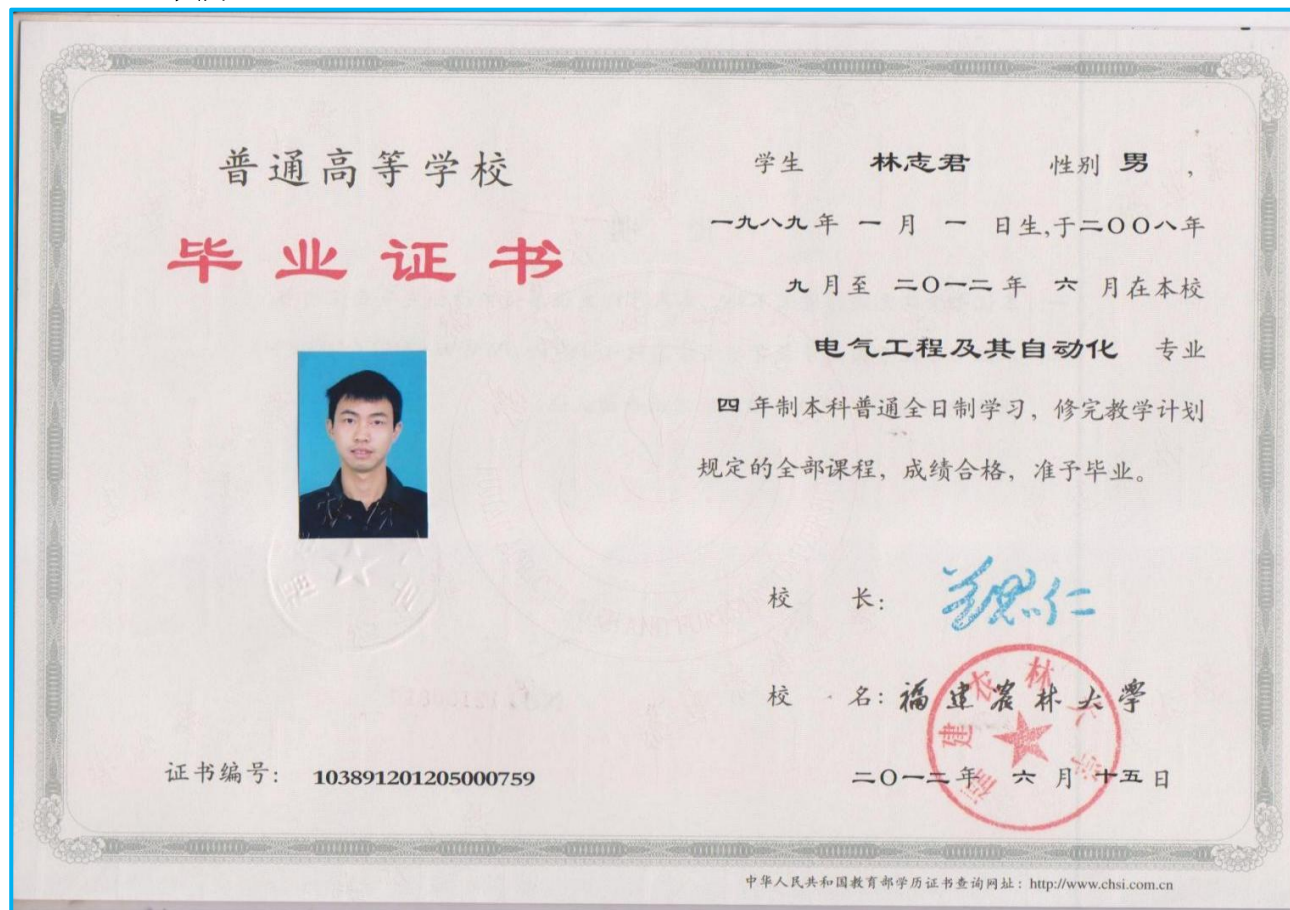 普通高等学校
毕业证书
证书编号: 103891201205000759
学生 林志君 性别 男 ,
一九八九年 一 月 一 日生,于二〇〇八年
九 月至 二〇一二 年 六 月在本校
电气工程及其自动化 专业
四 年制本科普通全日制学习, 修完教学计划
规定的全部课程, 成绩合格, 准予毕业。
校 长:
校 名: 福建农林大學
福建农林大学
二〇一二年 六 月 十五日
中华人民共和国教育部学历证书查询网址: http://www.chsi.com.cn